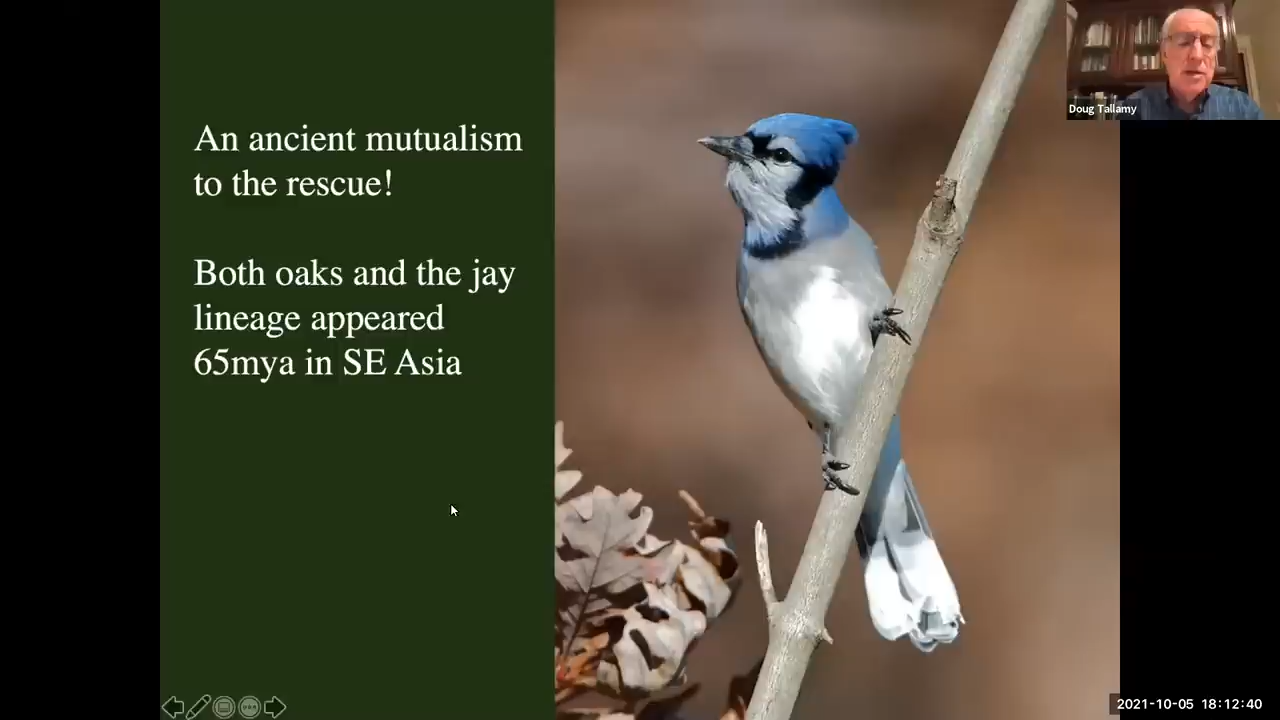 An ancient mutualism
to the rescue!
Both oaks and the jay
lineage appeared
65mya in SE Asia
Doug Tallamy
2021-10-05 18:12:40